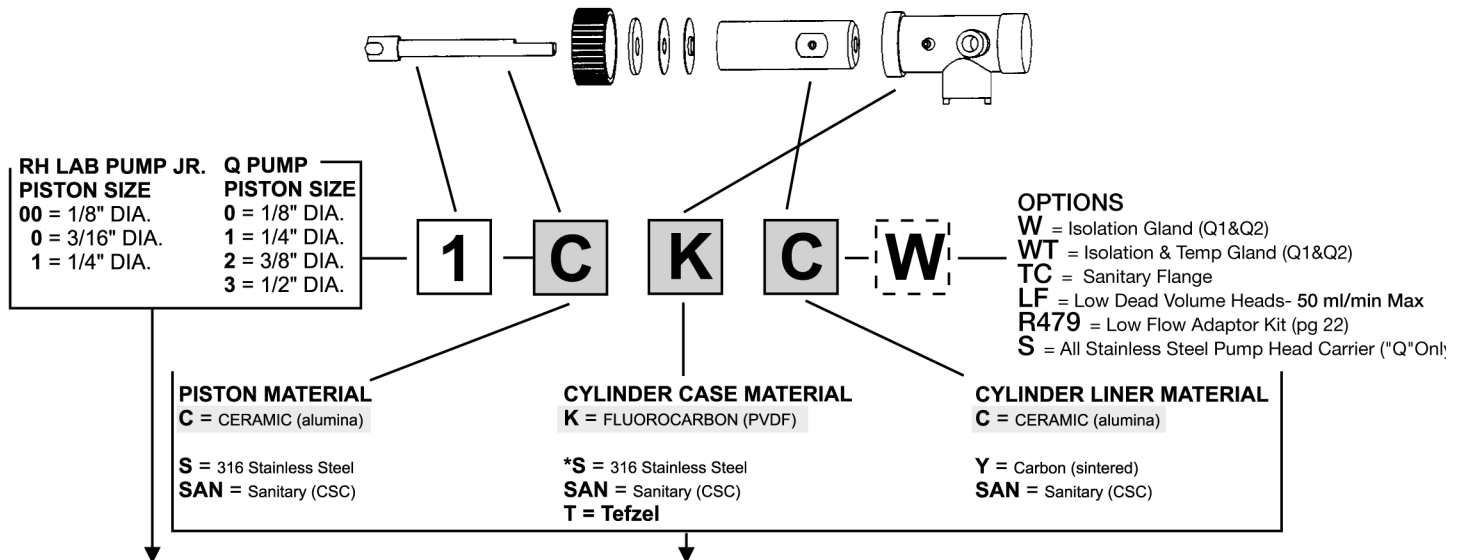 RH LAB PUMP JR.
PISTON SIZE
00 = 1/8" DIA.
0 = 3/16" DIA.
1 = 1/4" DIA.
Q PUMP
PISTON SIZE
0 = 1/8" DIA.
1 = 1/4" DIA.
2 = 3/8" DIA.
3 = 1/2" DIA.
1 C K C W
OPTIONS
W = Isolation Gland (Q1&Q2)
WT = Isolation & Temp Gland (Q1&Q2)
TC = Sanitary Flange
LF = Low Dead Volume Heads- 50 ml/min Max
R479 = Low Flow Adaptor Kit (pg 22)
S = All Stainless Steel Pump Head Carrier ("Q"Only
PISTON MATERIAL
C = CERAMIC (alumina)
S = 316 Stainless Steel
SAN = Sanitary (CSC)
CYLINDER CASE MATERIAL
K = FLUOROCARBON (PVDF)
*S = 316 Stainless Steel
SAN = Sanitary (CSC)
T = Tefzel
CYLINDER LINER MATERIAL
C = CERAMIC (alumina)
Y = Carbon (sintered)
SAN = Sanitary (CSC)